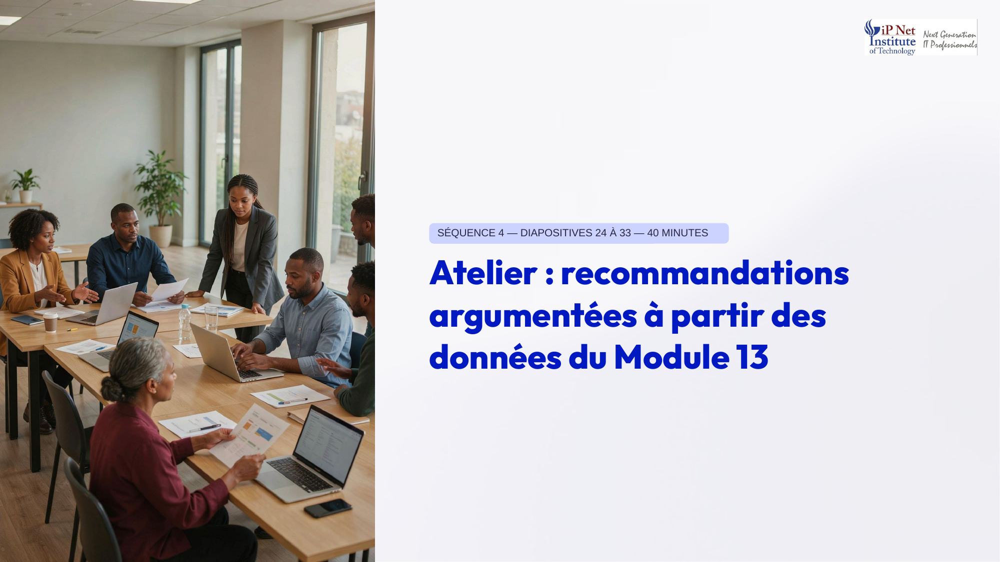 iP Net
Institute
of Technology
Next Generation
IT Professionnels
SÉQUENCE 4 — DIAPOSITIVES 24 À 33 — 40 MINUTES
Atelier : recommandations
argumentées à partir des
données du Module 13